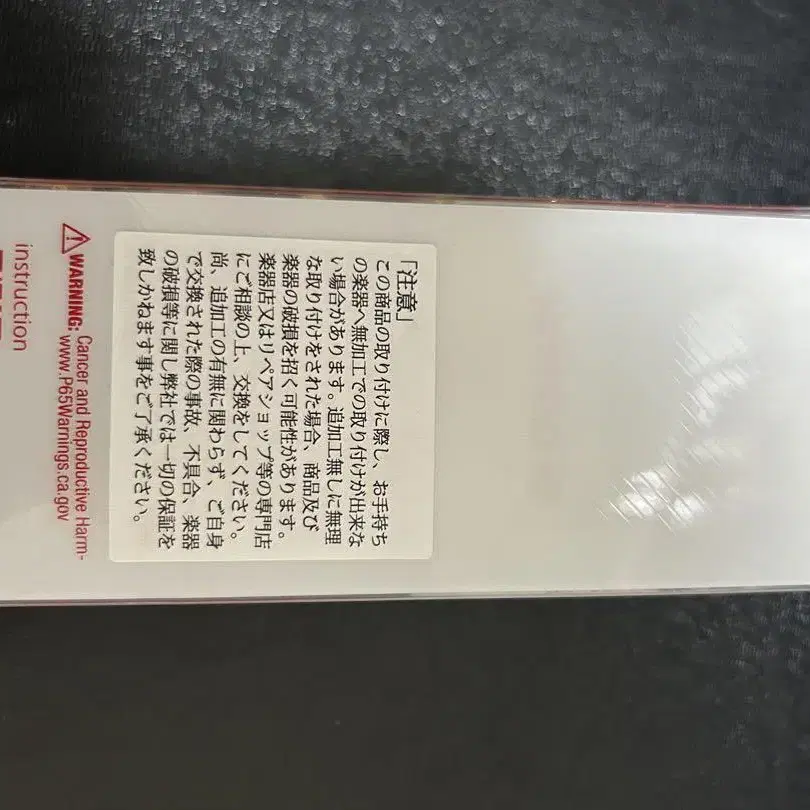 「注意」
この商品の取り付けに際し、お手持ち
の楽器へ無加工での取り付けが出来な
い場合があります。追加工無しに無理
な取り付けをされた場合、商品及び
楽器の破損を招く可能性があります。
楽器店又はリペアショップ等の専門店
にご相談の上、交換をしてください。
尚、追加工の有無に関わらず、ご自身
で交換された際の事故、不具合、楽器
の破損等に関し弊社では一切の保証を
致しかねます事をご了承ください。
WARNING: Cancer and Reproductive Harm-
www.P65Warnings.ca.gov
instruction